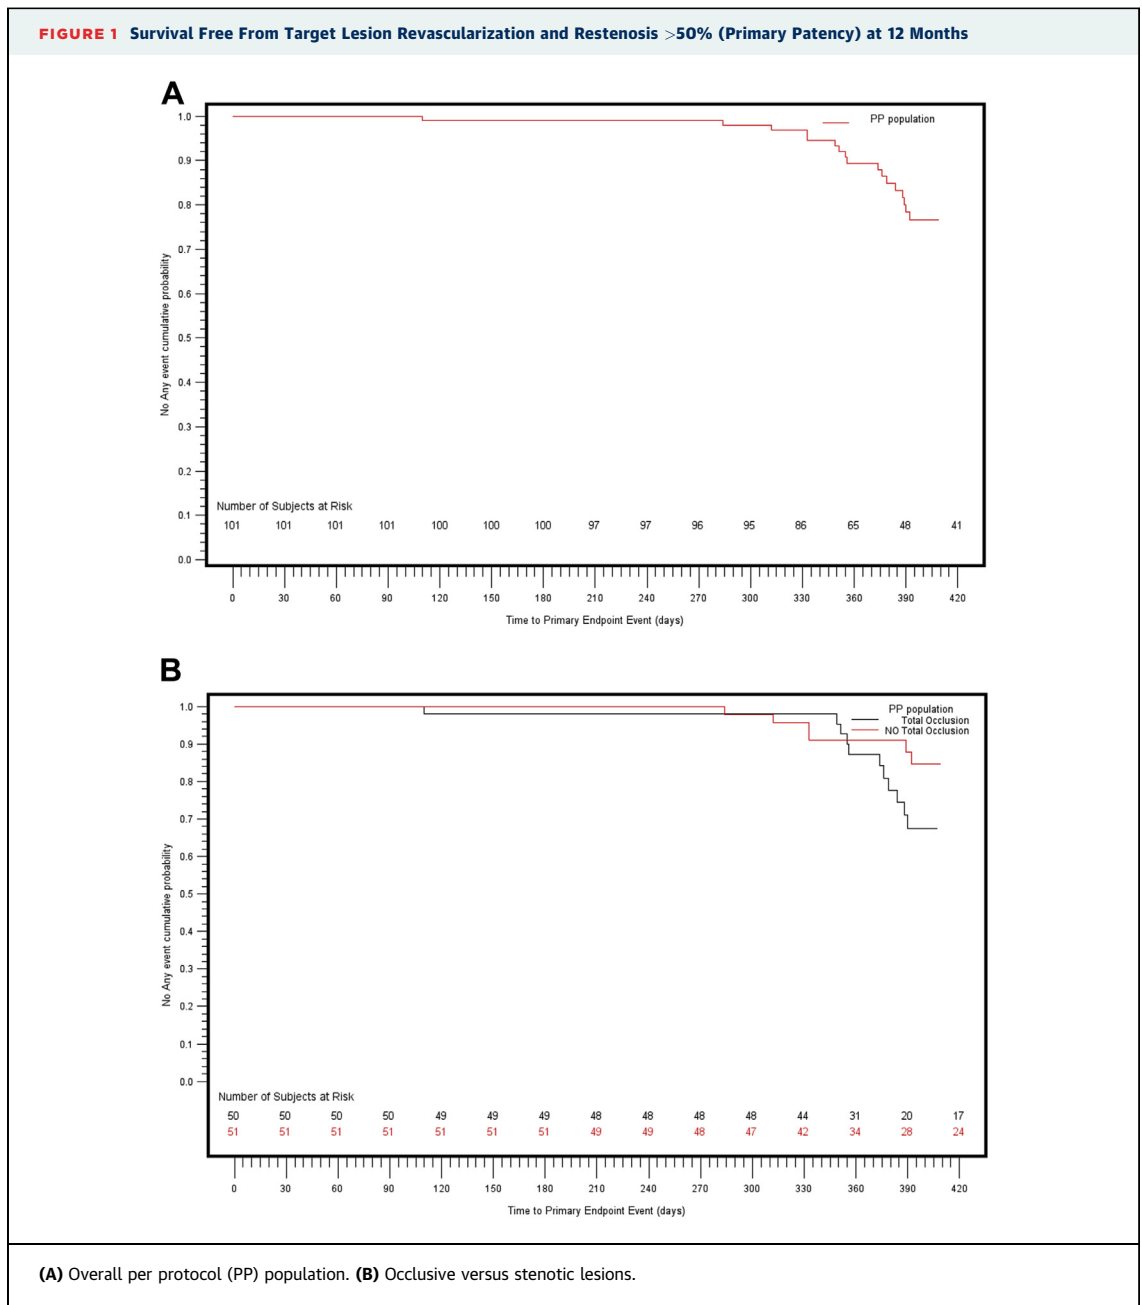 FIGURE 1 Survival Free From Target Lesion Revascularization and Restenosis >50% (Primary Patency) at 12 Months
A
PP population
1.0
0.9
0.8
0.7
0.6
0.5
0.4
0.3
0.2
0.1
0.0
No Any event cumulative probability
Number of Subjects at Risk
101 101 101 101 100 100 100 97 97 96 95 86 65 48 41
0 30 60 90 120 150 180 210 240 270 300 330 360 390 420
Time to Primary Endpoint Event (days)
B
PP population
Total Occlusion
NO Total Occlusion
1.0
0.9
0.8
0.7
0.6
0.5
0.4
0.3
0.2
0.1
0.0
No Any event cumulative probability
Number of Subjects at Risk
50 50 50 50 49 49 49 48 48 48 48 44 31 20 17
51 51 51 51 51 51 51 49 49 48 47 42 34 28 24
0 30 60 90 120 150 180 210 240 270 300 330 360 390 420
Time to Primary Endpoint Event (days)
(A) Overall per protocol (PP) population. (B) Occlusive versus stenotic lesions.